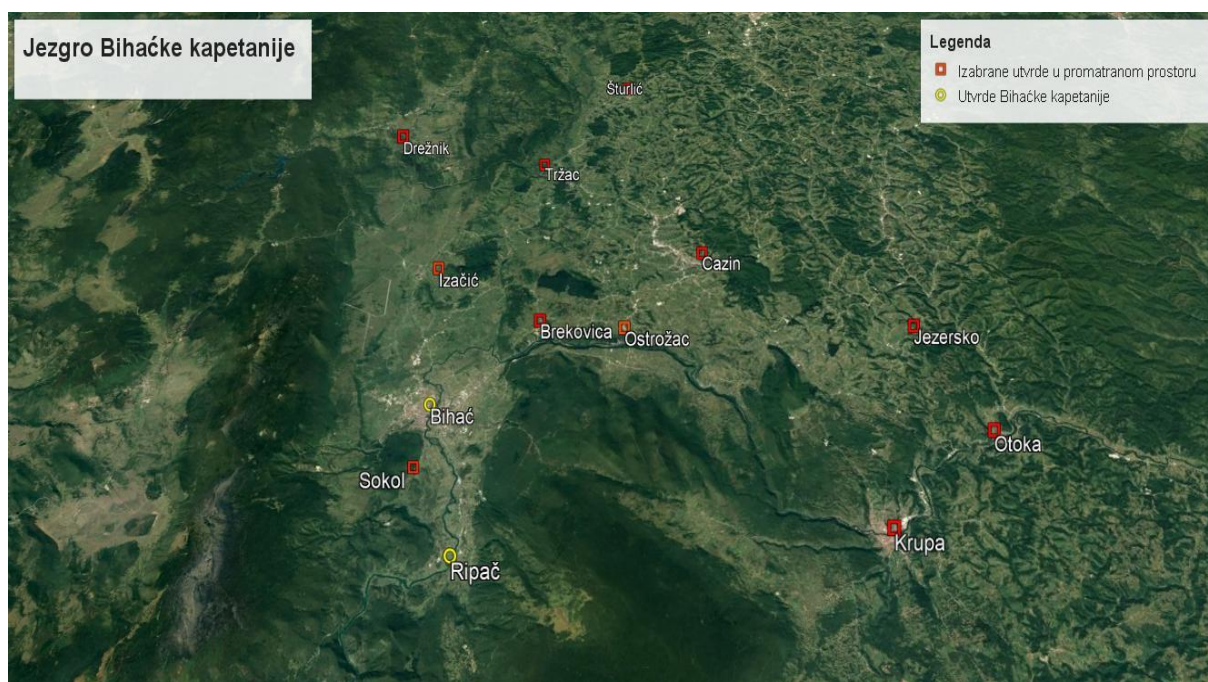 Jezgro Bihaćke kapetanije
Legenda
Izabrane utvrde u promatranom prostoru
Utvrde Bihaćke kapetanije
Šturlić
Drežnik
Tržac
Cazin
Izačić
Brekovica
Ostrožac
Jezersko
Bihać
Otoka
Sokol
Krupa
Ripač